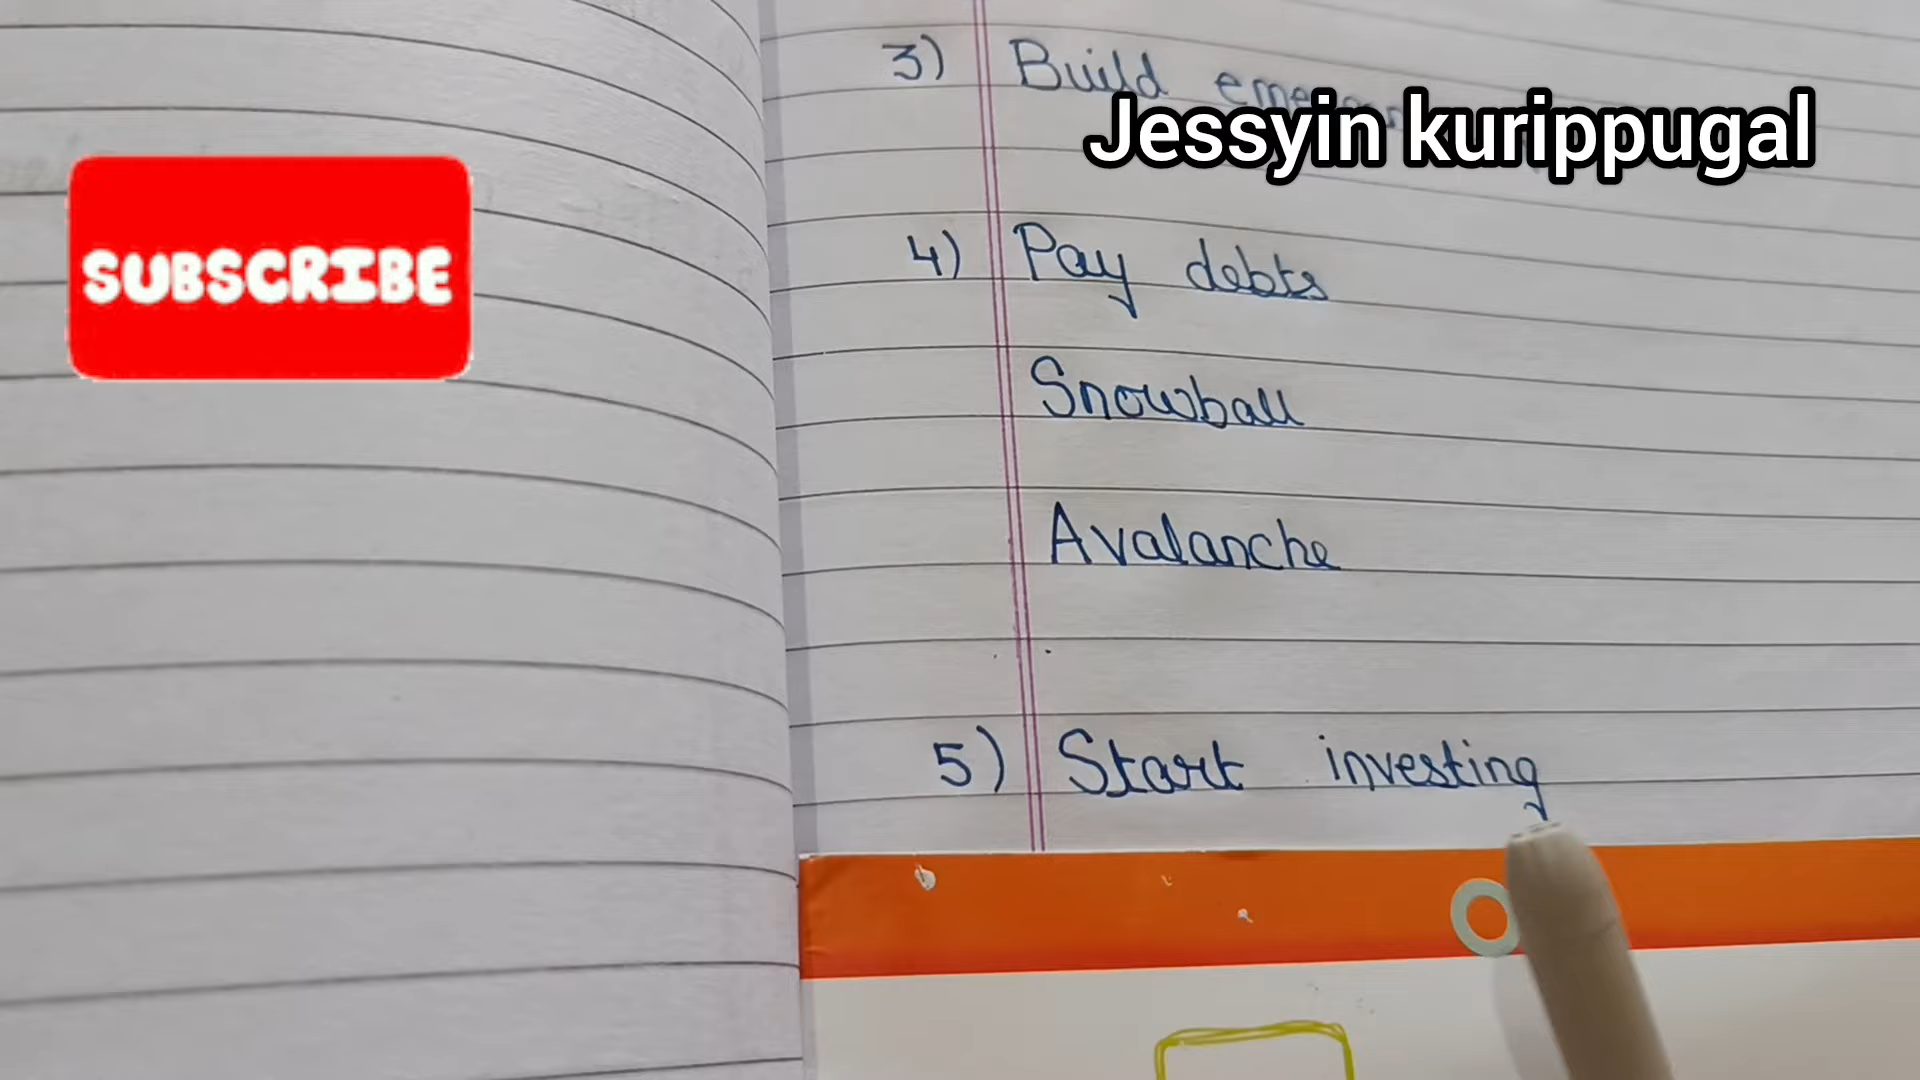 3) Build
Jessyin kurippugal
SUBSCRIBE
4) Pay debts
Snowball
Avalanche
5) Start investing